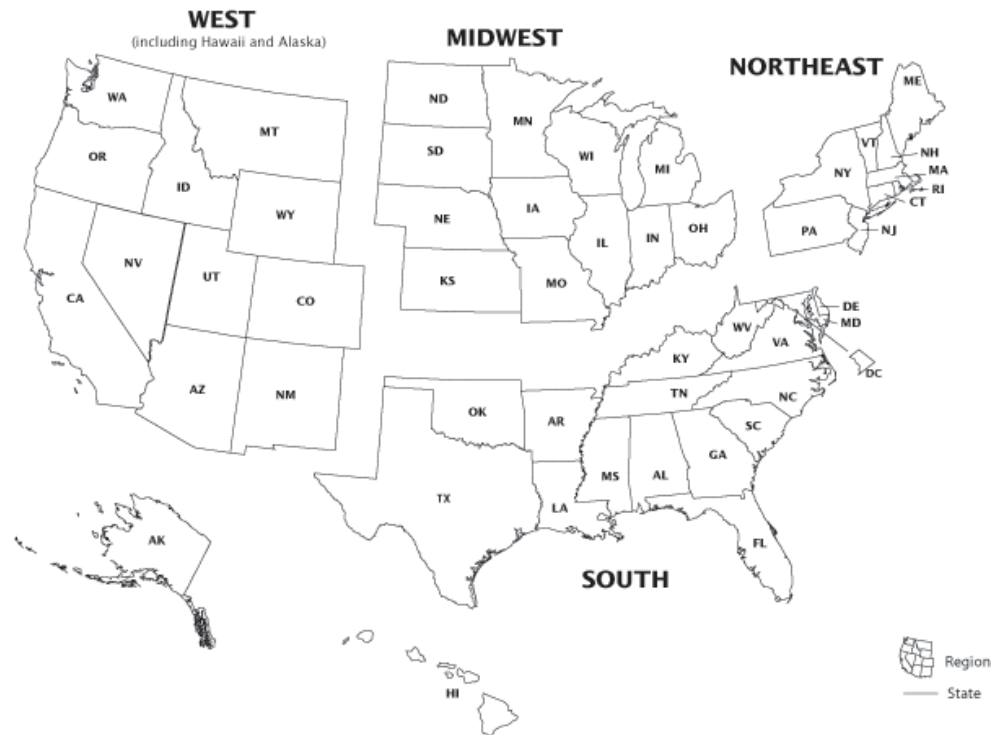 WEST
(including Hawaii and Alaska)
MIDWEST
NORTHEAST
WA
MT
OR
ID
WY
NV
UT
CA
CO
AZ
NM
AK
HI
ND
MN
SD
WI
MI
NE
IA
IL
IN
OH
KS
MO
ME
VT
NH
NY
MA
RI
CT
PA
NJ
DE
MD
WV
VA
DC
KY
TN
NC
OK
AR
SC
MS
AL
GA
TX
LA
FL
SOUTH
Region
State